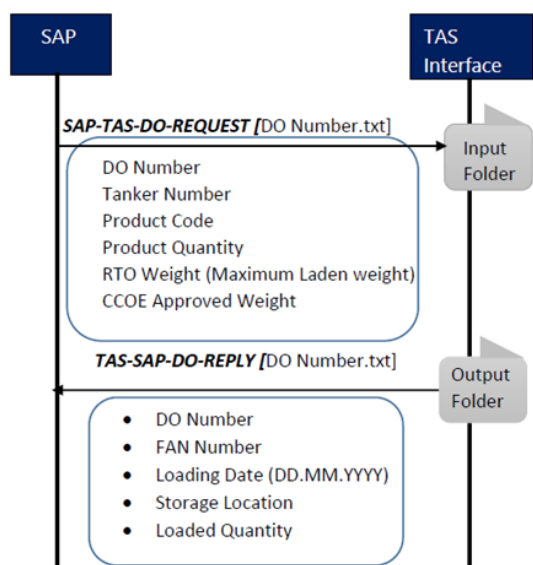 SAP
TAS
Interface
SAP-TAS-DO-REQUEST [DO Number.txt]
Input
Folder
DO Number
Tanker Number
Product Code
Product Quantity
RTO Weight (Maximum Laden weight)
CCOE Approved Weight
TAS-SAP-DO-REPLY [DO Number.txt]
Output
Folder
• DO Number
• FAN Number
• Loading Date (DD.MM.YYYY)
• Storage Location
• Loaded Quantity